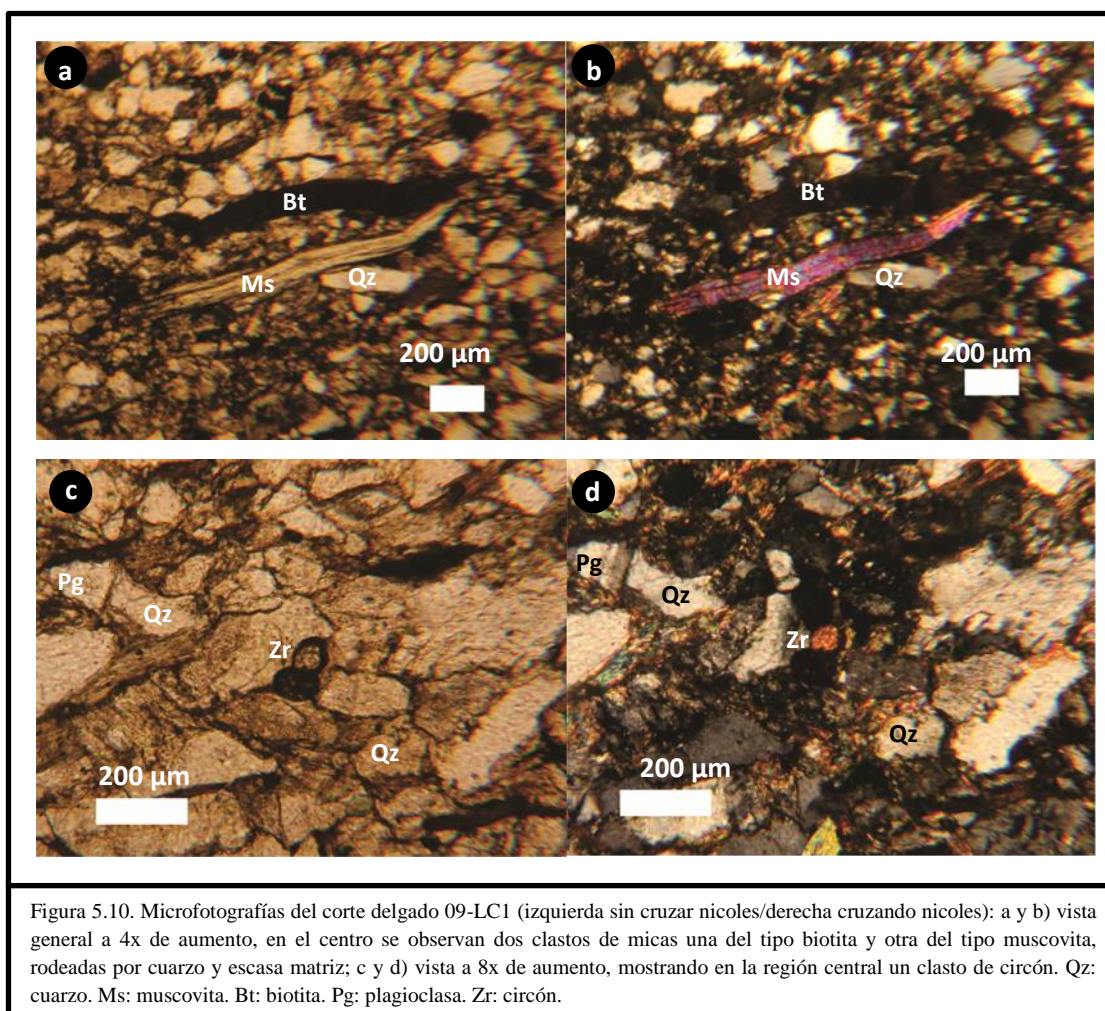 a
b
Bt
Bt
Ms
Qz
Ms
Qz
200 µm
200 µm
c
d
Pg
Pg
Qz
Qz
Zr
Zr
Qz
Qz
200 µm
200 µm
Figura 5.10. Microfotografías del corte delgado 09-LC1 (izquierda sin cruzar nicoles/derecha cruzando nicoles): a y b) vista
general a 4x de aumento, en el centro se observan dos clastos de micas una del tipo biotita y otra del tipo muscovita,
rodeadas por cuarzo y escasa matriz; c y d) vista a 8x de aumento, mostrando en la región central un clasto de circón. Qz:
cuarzo. Ms: muscovita. Bt: biotita. Pg: plagioclasa. Zr: circón.